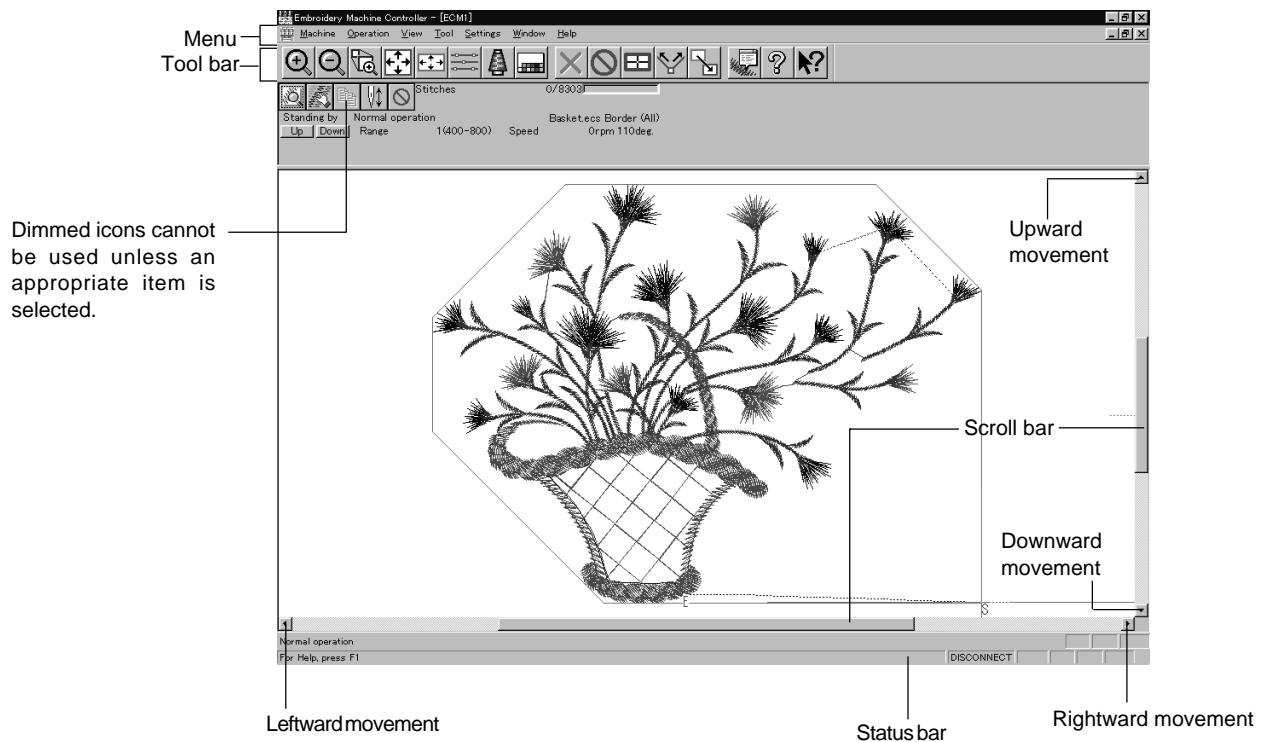 Embroidery Machine Controller - [ECM1]
Menu
Machine Operation View Tool Settings Window Help
Tool bar
Stitches 0/8303
Standing by Normal operation Basket.ecs Border (All)
Up Down Range 1(400-800) Speed 0rpm 110deg.
Dimmed icons cannot
be used unless an
appropriate item is
selected.
Upward
movement
Scroll bar
Downward
movement
E
S
Normal operation
For Help, press F1 DISCONNECT
Leftward movement
Status bar
Rightward movement